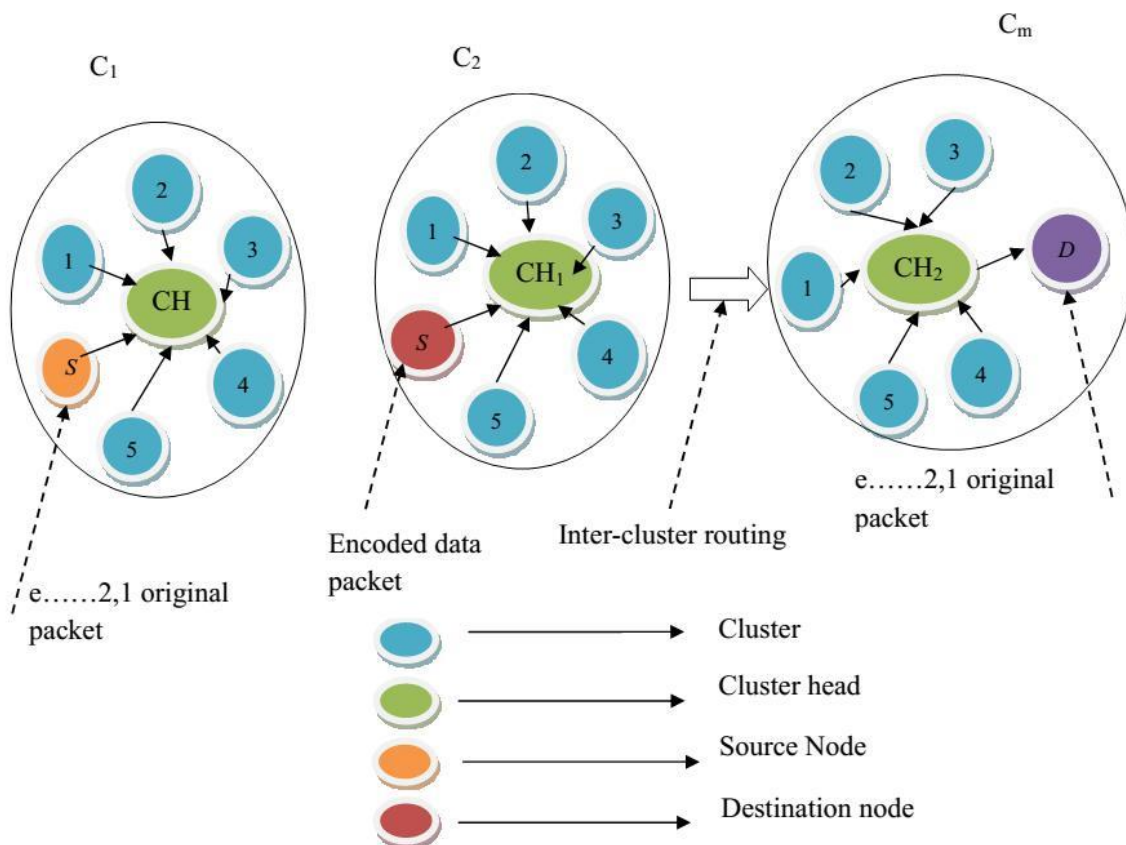 C₁
C₂
Cₘ
2
1
3
CH
S
4
5
2
1
3
CH₁
S
4
5
2
3
1
CH₂
D
4
5
e......2,1 original
packet
Encoded data
packet
Inter-cluster routing
e......2,1 original
packet
Cluster
Cluster head
Source Node
Destination node